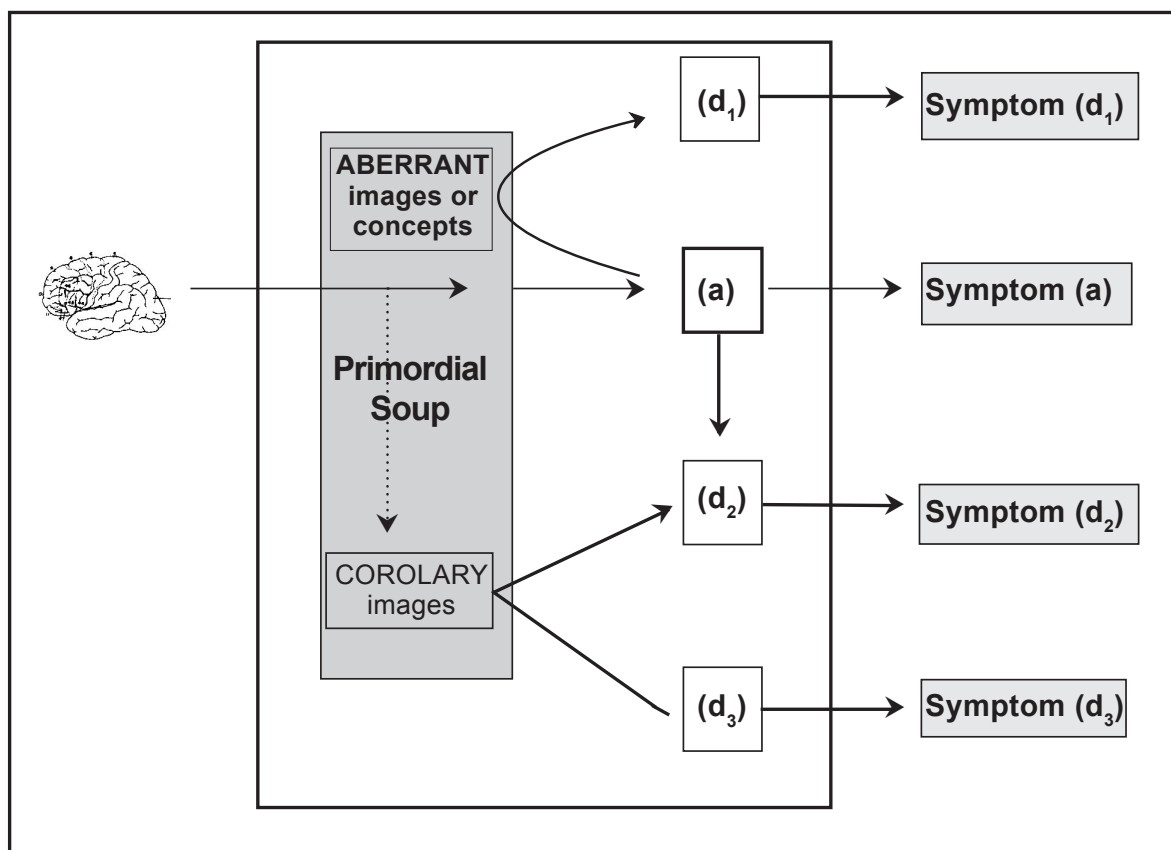 (d₁)
Symptom (d₁)
ABERRANT
images or
concepts
(a)
Symptom (a)
Primordial
Soup
(d₂)
Symptom (d₂)
COROLARY
images
(d₃)
Symptom (d₃)